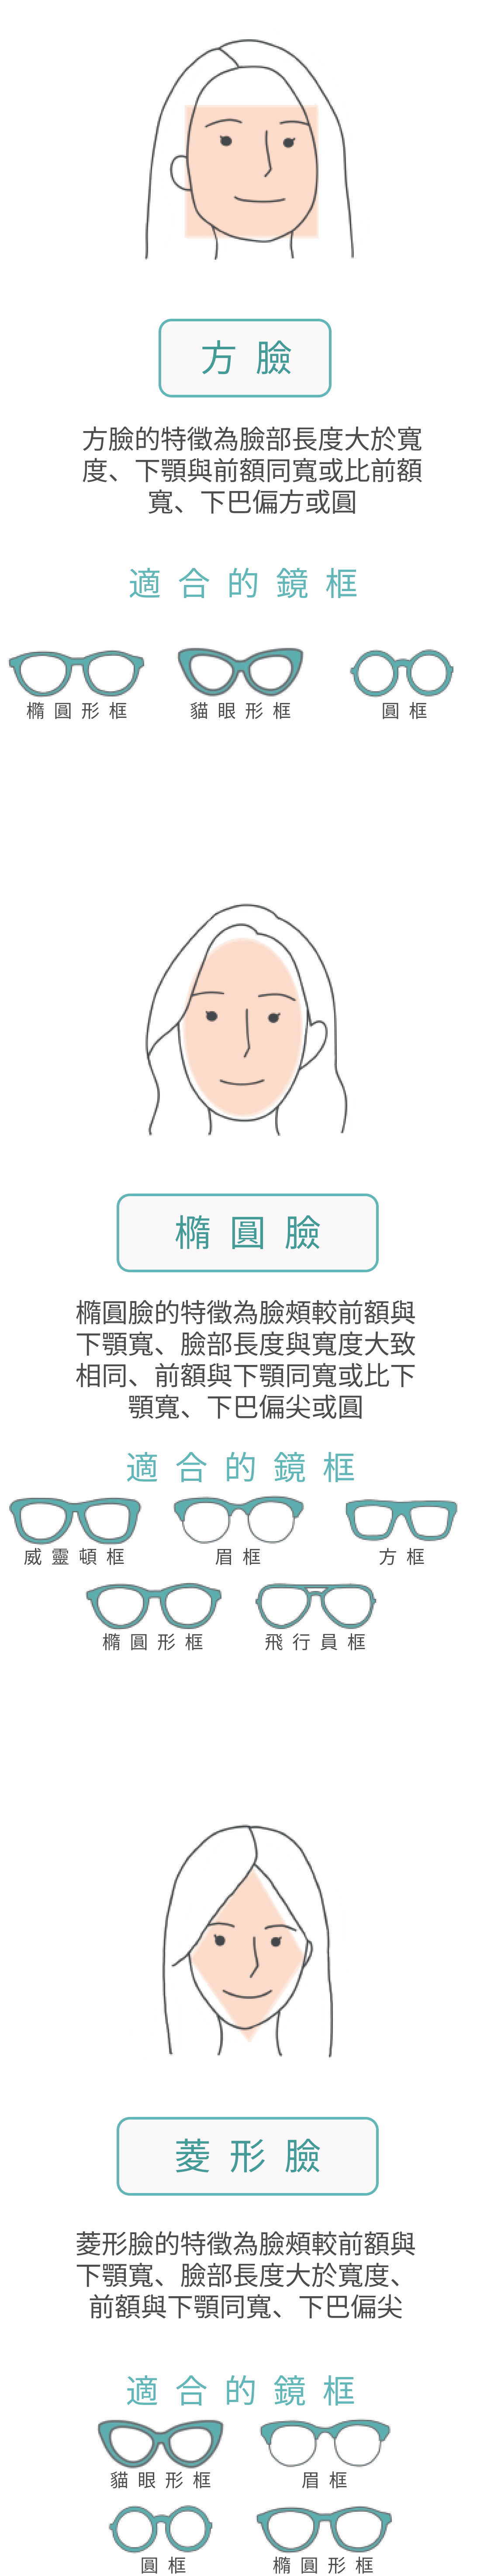 方臉
方臉的特徵為臉部長度大於寬
度、下顎與前額同寬或比前額
寬、下巴偏方或圓
適合的鏡框
橢圓形框 貓眼形框 圓框
橢圓臉
橢圓臉的特徵為臉頰較前額與
下顎寬、臉部長度與寬度大致
相同、前額與下顎同寬或比下
顎寬、下巴偏尖或圓
適合的鏡框
威靈頓框 眉框 方框
橢圓形框 飛行員框
菱形臉
菱形臉的特徵為臉頰較前額與
下顎寬、臉部長度大於寬度、
前額與下顎同寬、下巴偏尖
適合的鏡框
貓眼形框 眉框
圓框 橢圓形框